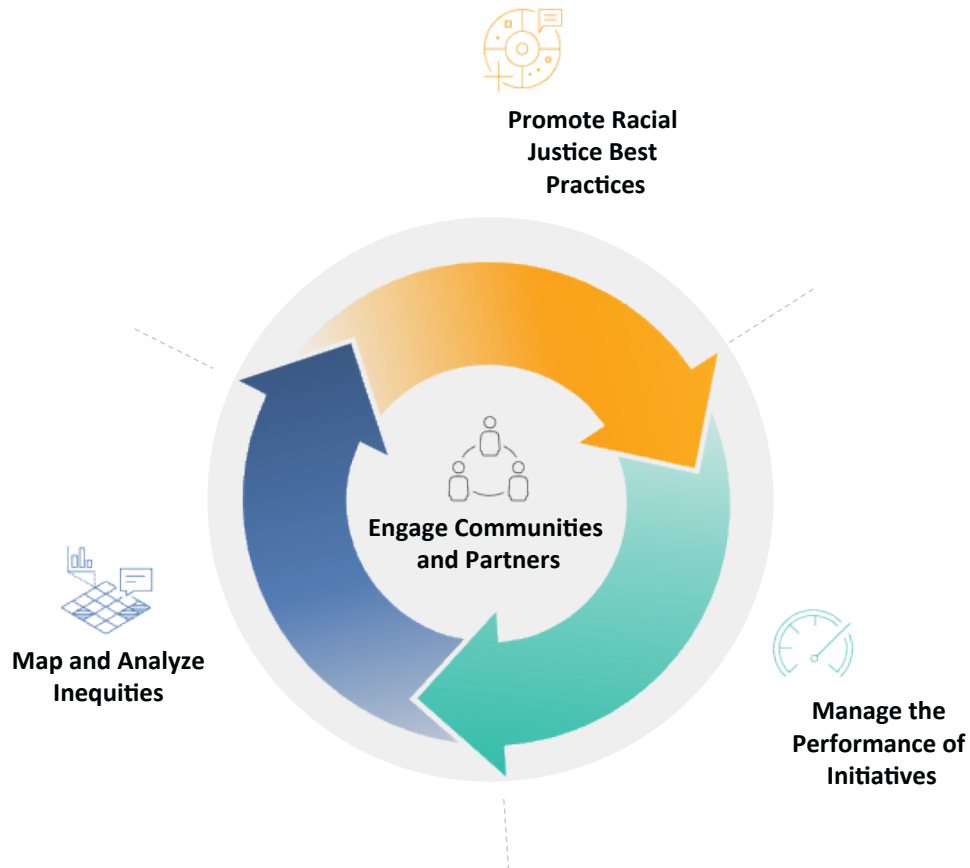 Promote Racial
Justice Best
Practices
Engage Communities
and Partners
Map and Analyze
Inequities
Manage the
Performance of
Initiatives